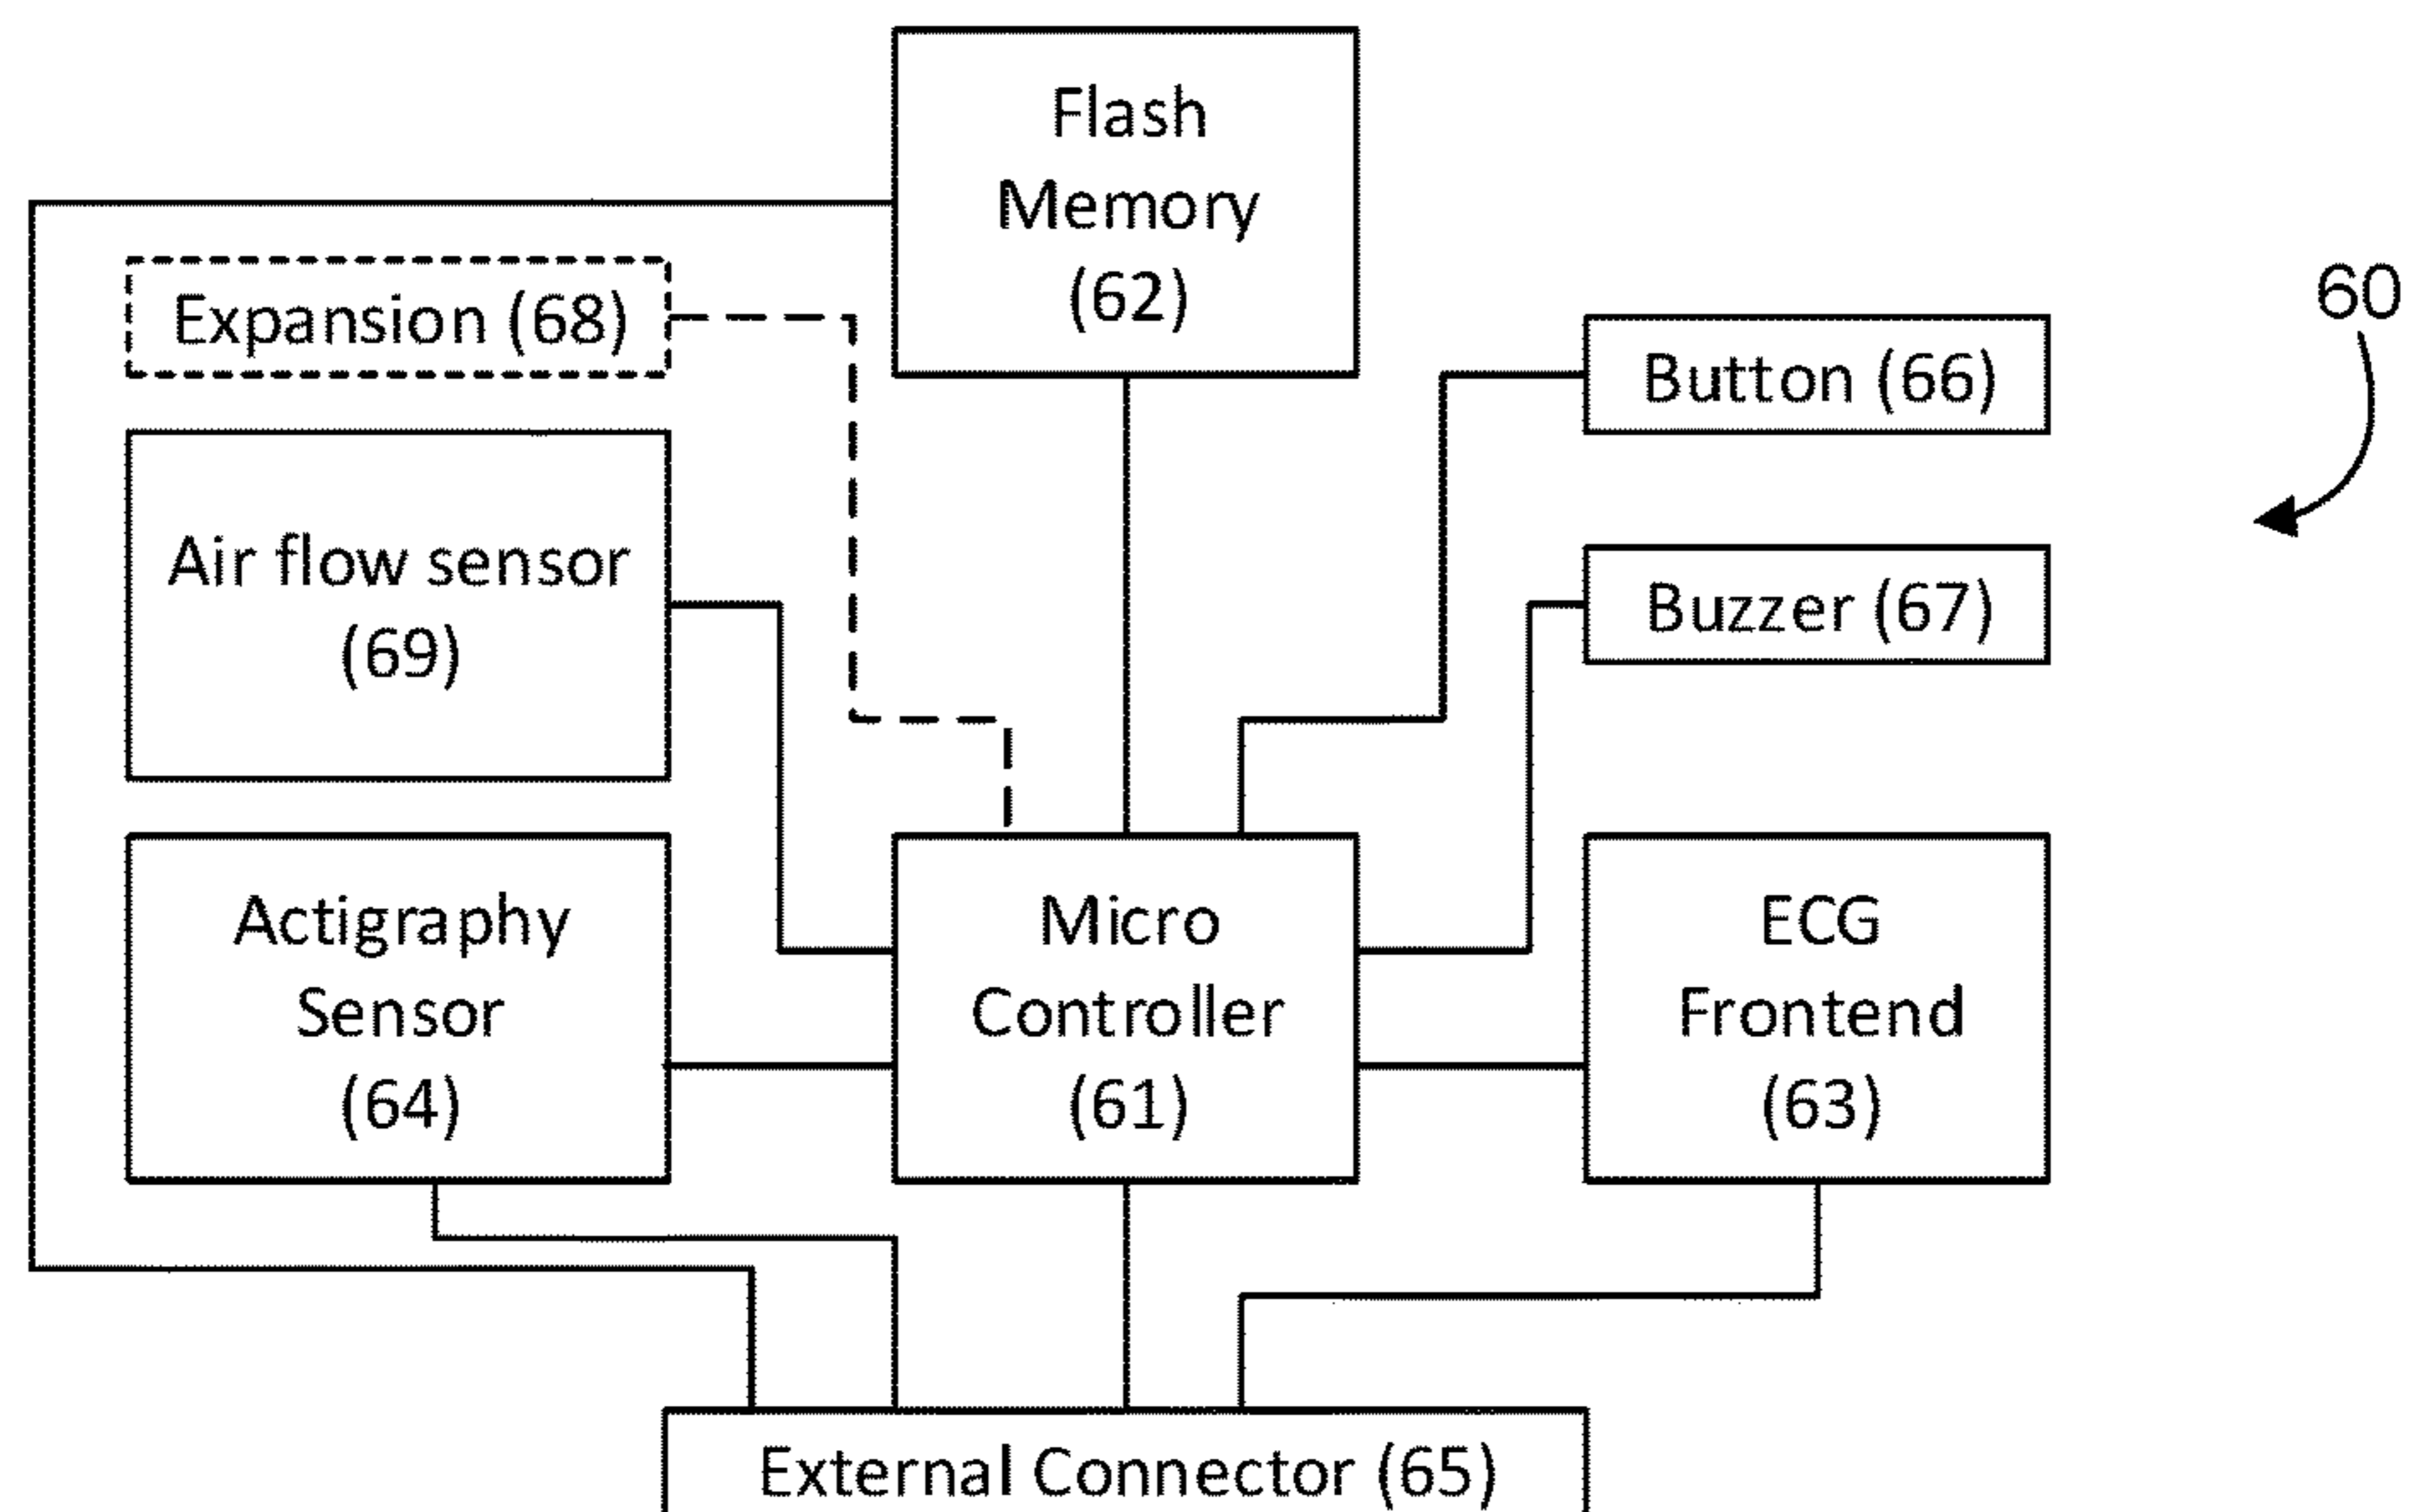 Flash
Memory
(62)
Expansion (68)
60
Button (66)
Air flow sensor
(69)
Buzzer (67)
Actigraphy
Sensor
(64)
Micro
Controller
(61)
ECG
Frontend
(63)
External Connector (65)